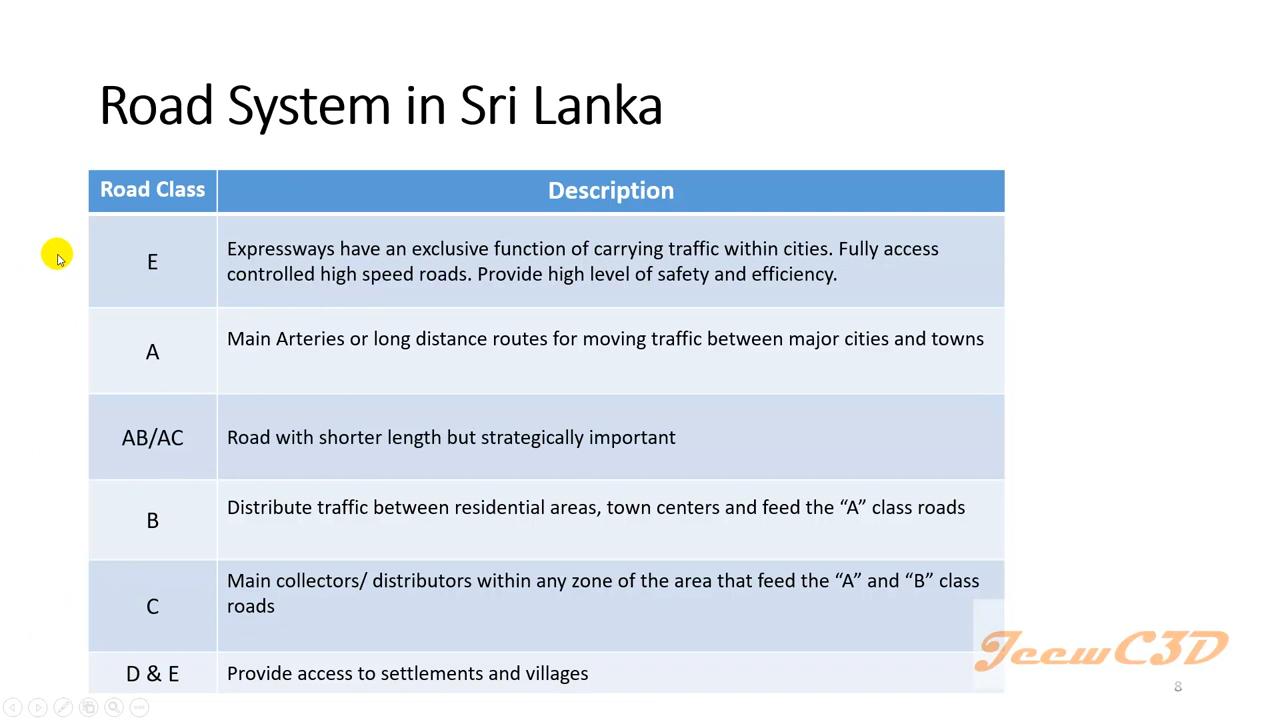 Road System in Sri Lanka
Road Class Description
E
Expressways have an exclusive function of carrying traffic within cities. Fully access
controlled high speed roads. Provide high level of safety and efficiency.
A
Main Arteries or long distance routes for moving traffic between major cities and towns
AB/AC
Road with shorter length but strategically important
B
Distribute traffic between residential areas, town centers and feed the “A” class roads
C
Main collectors/ distributors within any zone of the area that feed the “A” and “B” class
roads
D & E
Provide access to settlements and villages
JeewC3D
8